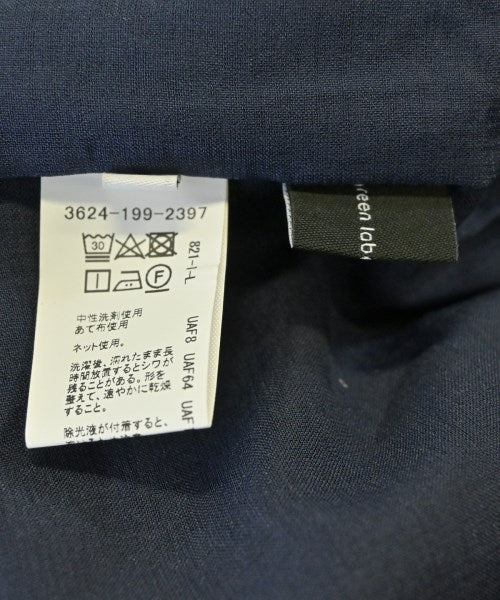 3624-199-2397
30
F
821-I-L
UAF8 UAF64 UAF
中性洗剤使用
あて布使用
ネット使用。
洗濯後、濡れたまま長
時間放置するとシワが
残ることがある。形を
整えて、速やかに乾燥
すること。
除光液が付着すると、
reen labe